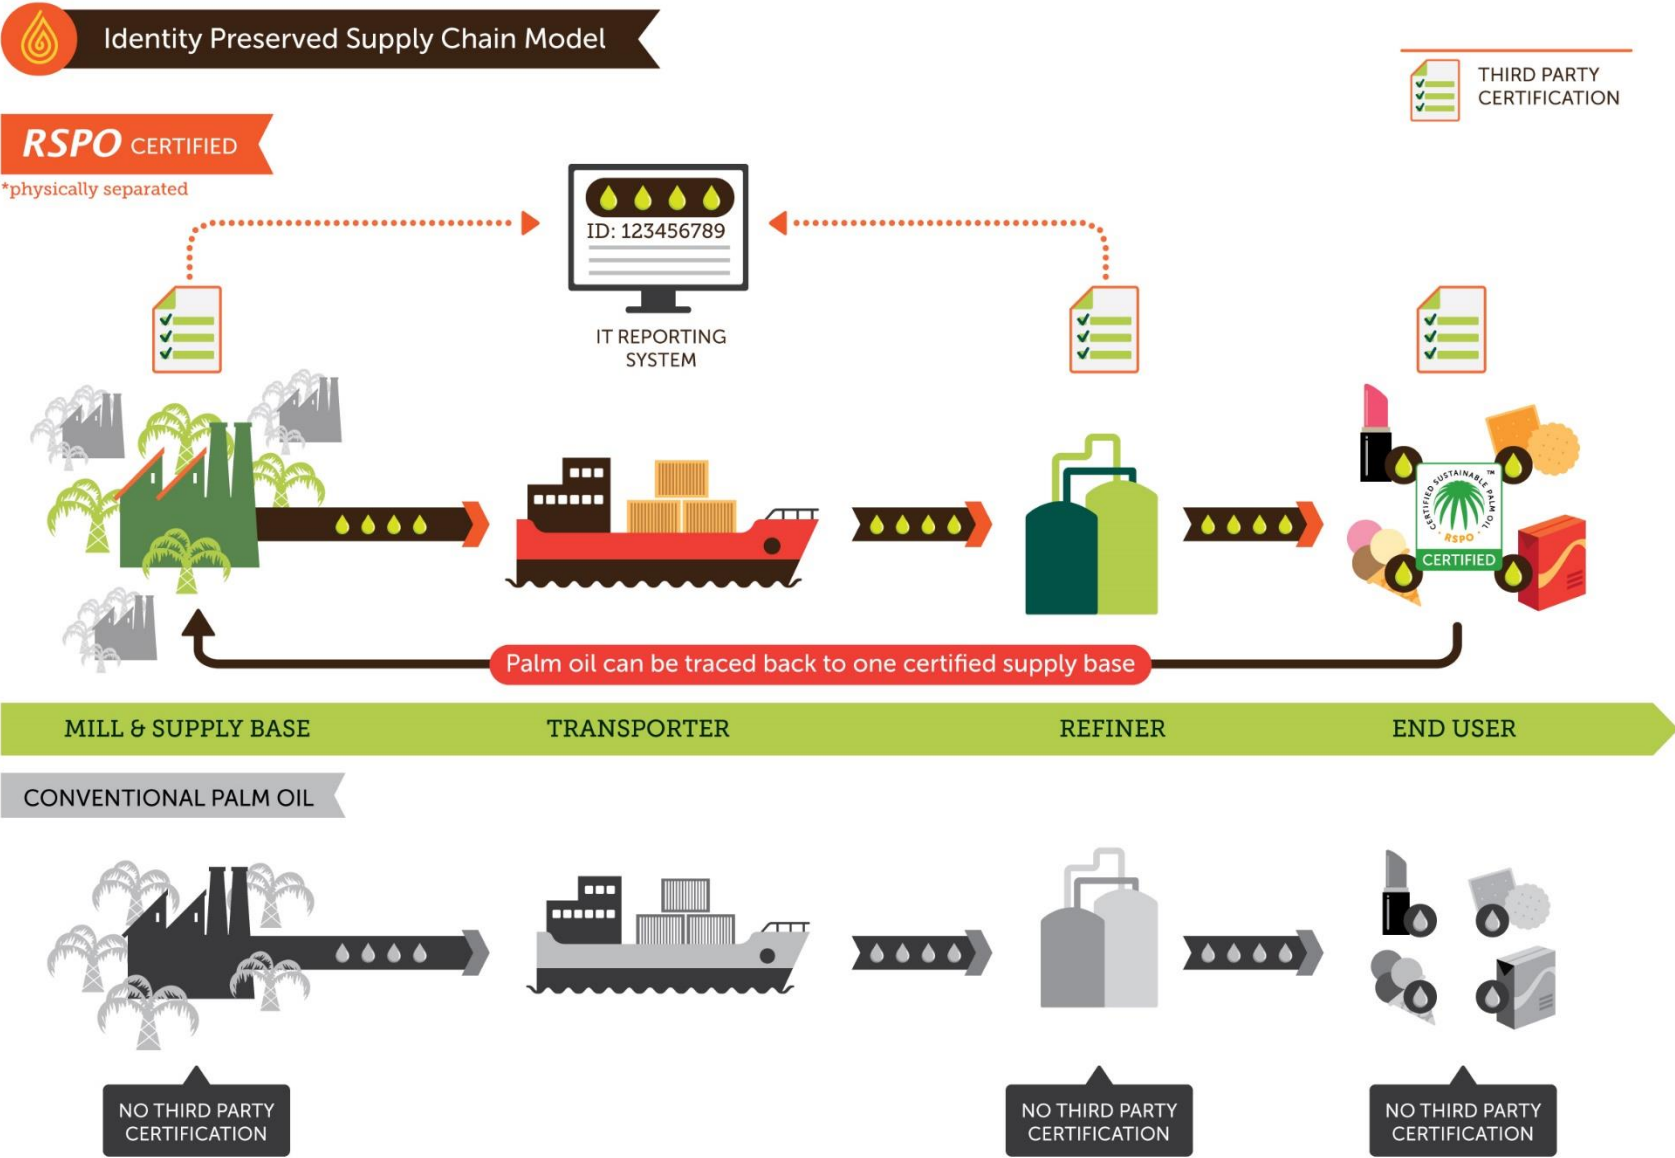 Identity Preserved Supply Chain Model
THIRD PARTY
CERTIFICATION
RSPO CERTIFIED
*physically separated
ID: 123456789
IT REPORTING
SYSTEM
CERTIFIED SUSTAINABLE PALM OIL ™
RSPO
CERTIFIED
Palm oil can be traced back to one certified supply base
MILL & SUPPLY BASE
TRANSPORTER
REFINER
END USER
CONVENTIONAL PALM OIL
NO THIRD PARTY
CERTIFICATION
NO THIRD PARTY
CERTIFICATION
NO THIRD PARTY
CERTIFICATION